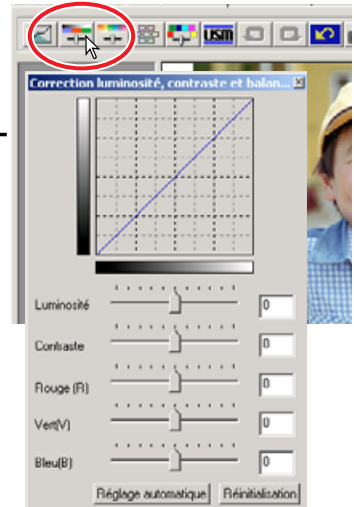 USM
Correction luminosité, contraste et balan...
Luminosité 0
Contraste 0
Rouge (R) 0
Vert(V) 0
Bleu(B) 0
Réglage automatique Réinitialisation